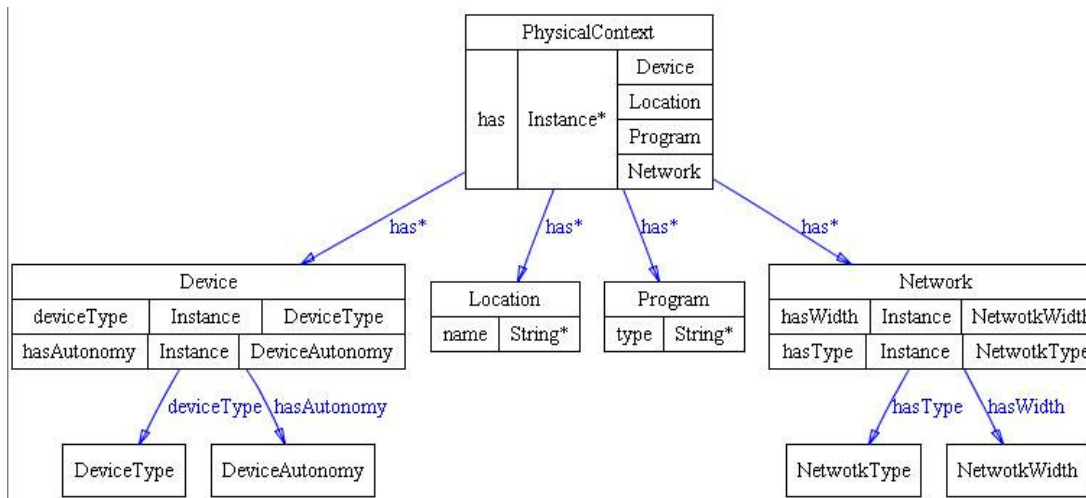 PhysicalContext
has Instance* Device
Location
Program
Network
has* has* has* has*
Device
deviceType Instance DeviceType
hasAutonomy Instance DeviceAutonomy
Location
name String*
Program
type String*
Network
hasWidth Instance NetwotkWidth
hasType Instance NetwotkType
deviceType hasAutonomy
hasType hasWidth
DeviceType
DeviceAutonomy
NetwotkType
NetwotkWidth